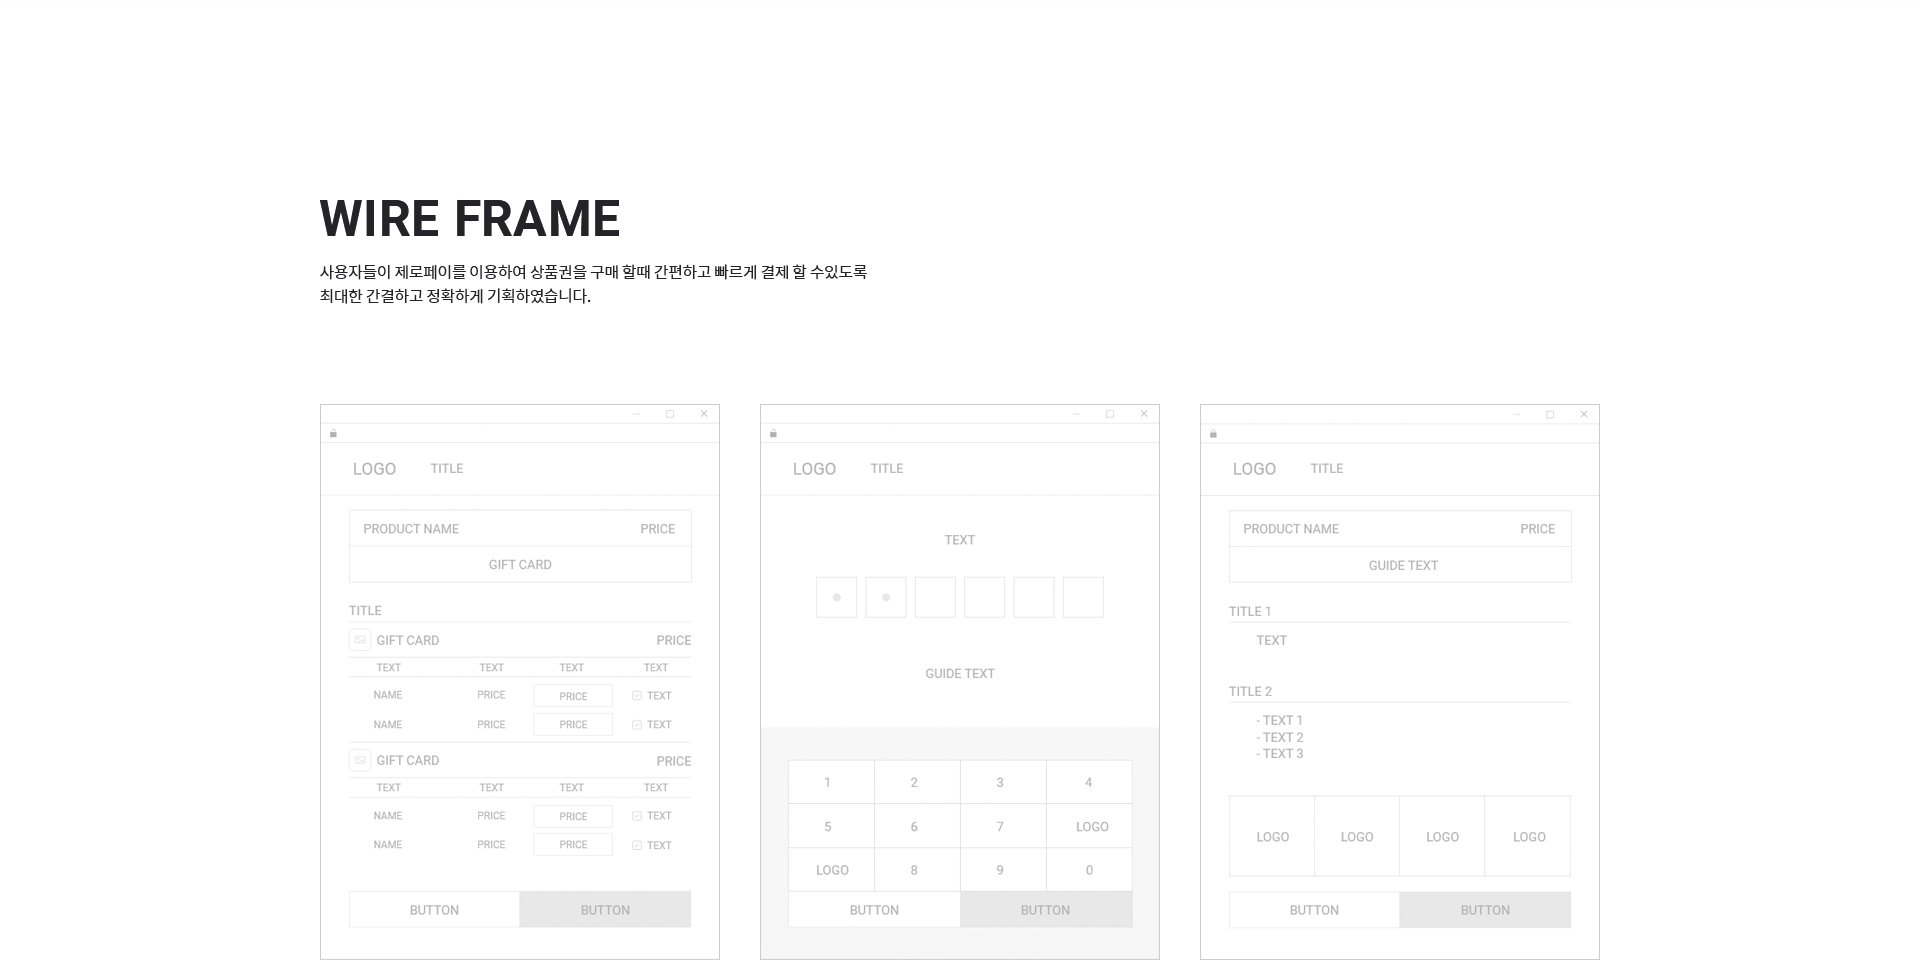 WIRE FRAME
사용자들이 제로페이를 이용하여 상품권을 구매 할때 간편하고 빠르게 결제 할 수있도록
최대한 간결하고 정확하게 기획하였습니다.
LOGO TITLE
PRODUCT NAME PRICE
GIFT CARD
TITLE
GIFT CARD PRICE
TEXT TEXT TEXT TEXT
NAME PRICE PRICE TEXT
NAME PRICE PRICE TEXT
GIFT CARD PRICE
TEXT TEXT TEXT TEXT
NAME PRICE PRICE TEXT
NAME PRICE PRICE TEXT
BUTTON BUTTON
LOGO TITLE
TEXT
GUIDE TEXT
1 2 3 4
5 6 7 LOGO
LOGO 8 9 0
BUTTON BUTTON
LOGO TITLE
PRODUCT NAME PRICE
GUIDE TEXT
TITLE 1
TEXT
TITLE 2
- TEXT 1
- TEXT 2
- TEXT 3
LOGO LOGO LOGO LOGO
BUTTON BUTTON